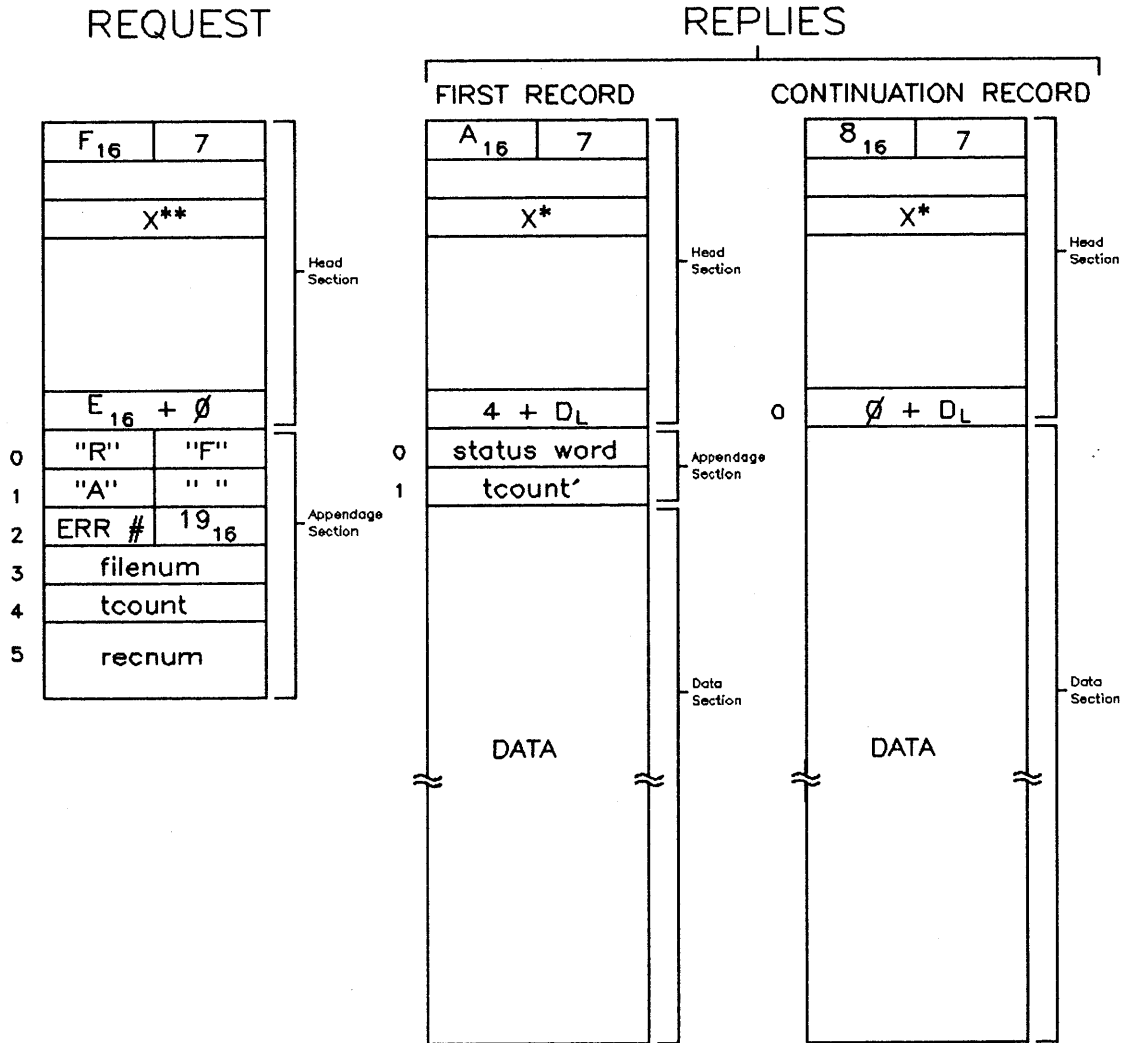 REQUEST
REPLIES
FIRST RECORD
CONTINUATION RECORD
F16 7
X**
E16 + Ø
Head
Section
0 "R" "F"
1 "A" " "
2 ERR # 1916
3 filenum
4 tcount
5 recnum
Appendage
Section
A16 7
X*
4 + DL
Head
Section
0 status word
1 tcount´
Appendage
Section
DATA
Data
Section
816 7
X*
0 Ø + DL
Head
Section
DATA
Data
Section